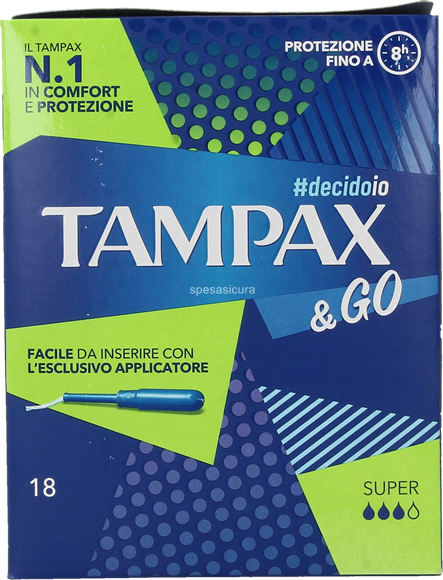 IL TAMPAX
N.1
IN COMFORT
E PROTEZIONE
PROTEZIONE
FINO A 8h
#decidoio
TAMPAX
& GO
spesasicura
FACILE DA INSERIRE CON
L'ESCLUSIVO APPLICATORE
18
SUPER